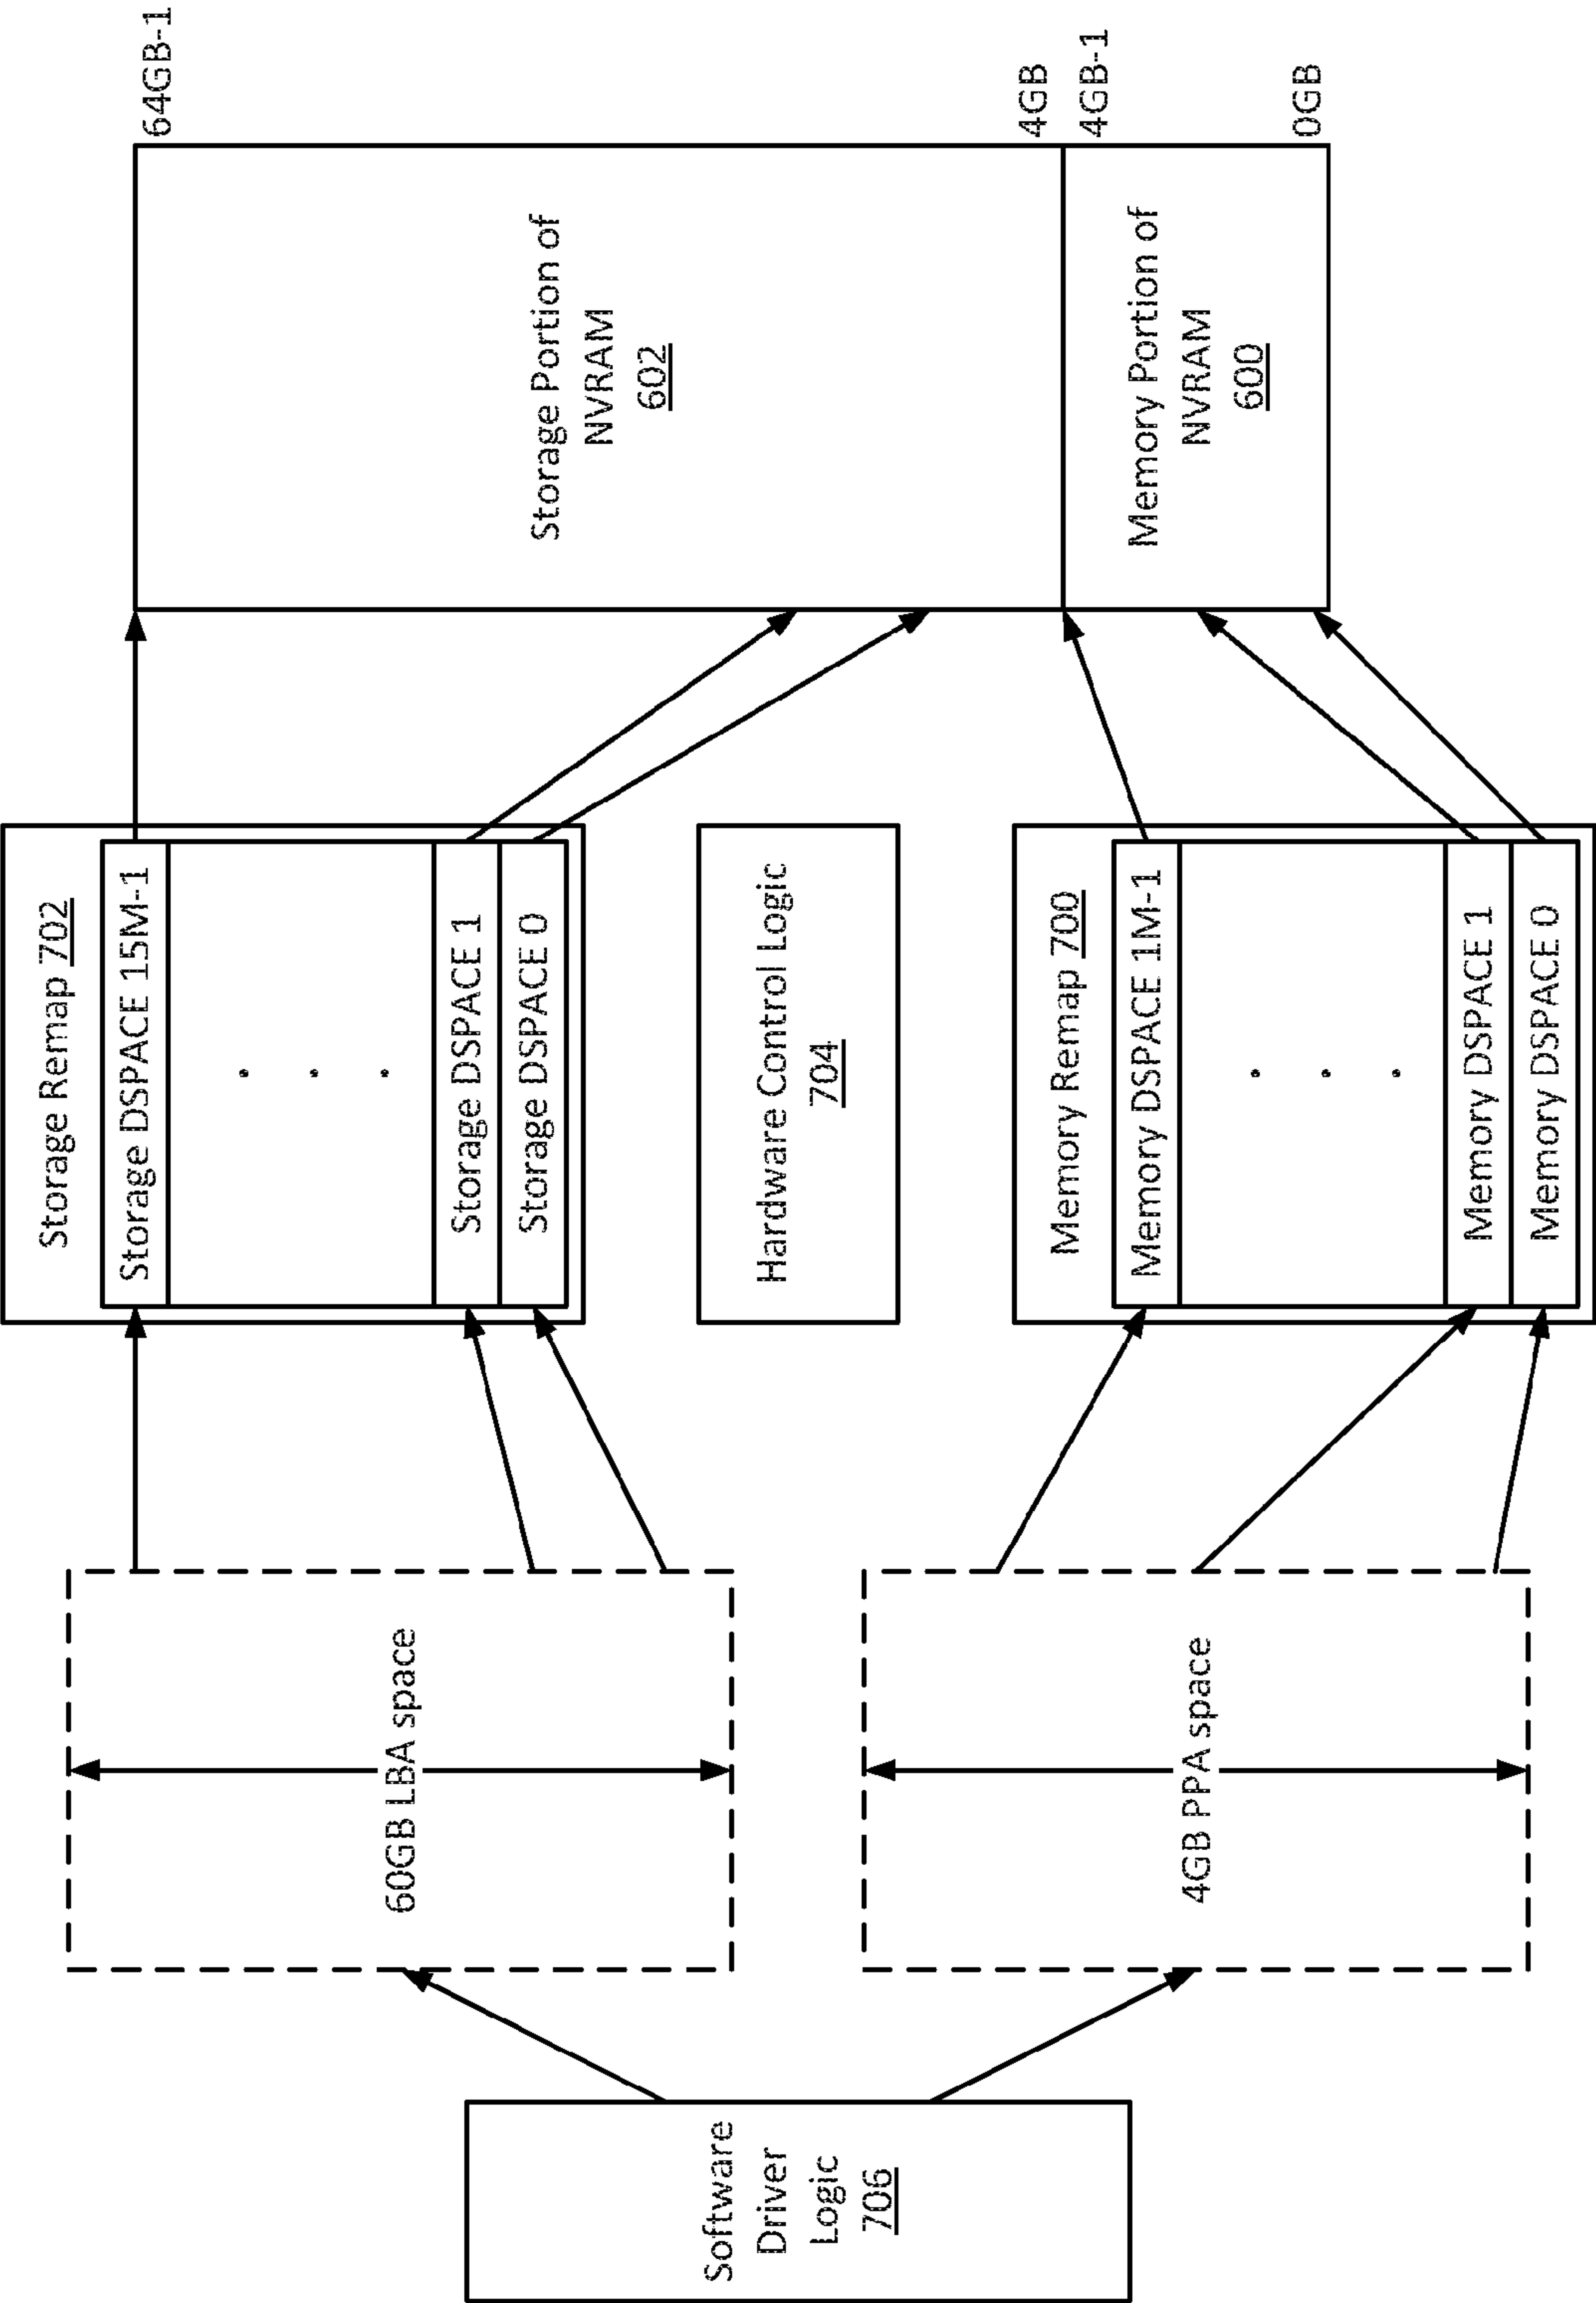 Software
Driver
Logic
706
60GB LBA space
4GB PPA space
Storage Remap 702
Storage DSPACE 15M-1
.
.
.
Storage DSPACE 1
Storage DSPACE 0
Hardware Control Logic
704
Memory Remap 700
Memory DSPACE 1M-1
.
.
.
Memory DSPACE 1
Memory DSPACE 0
64GB-1
Storage Portion of
NVRAM
602
4GB
4GB-1
Memory Portion of
NVRAM
600
0GB